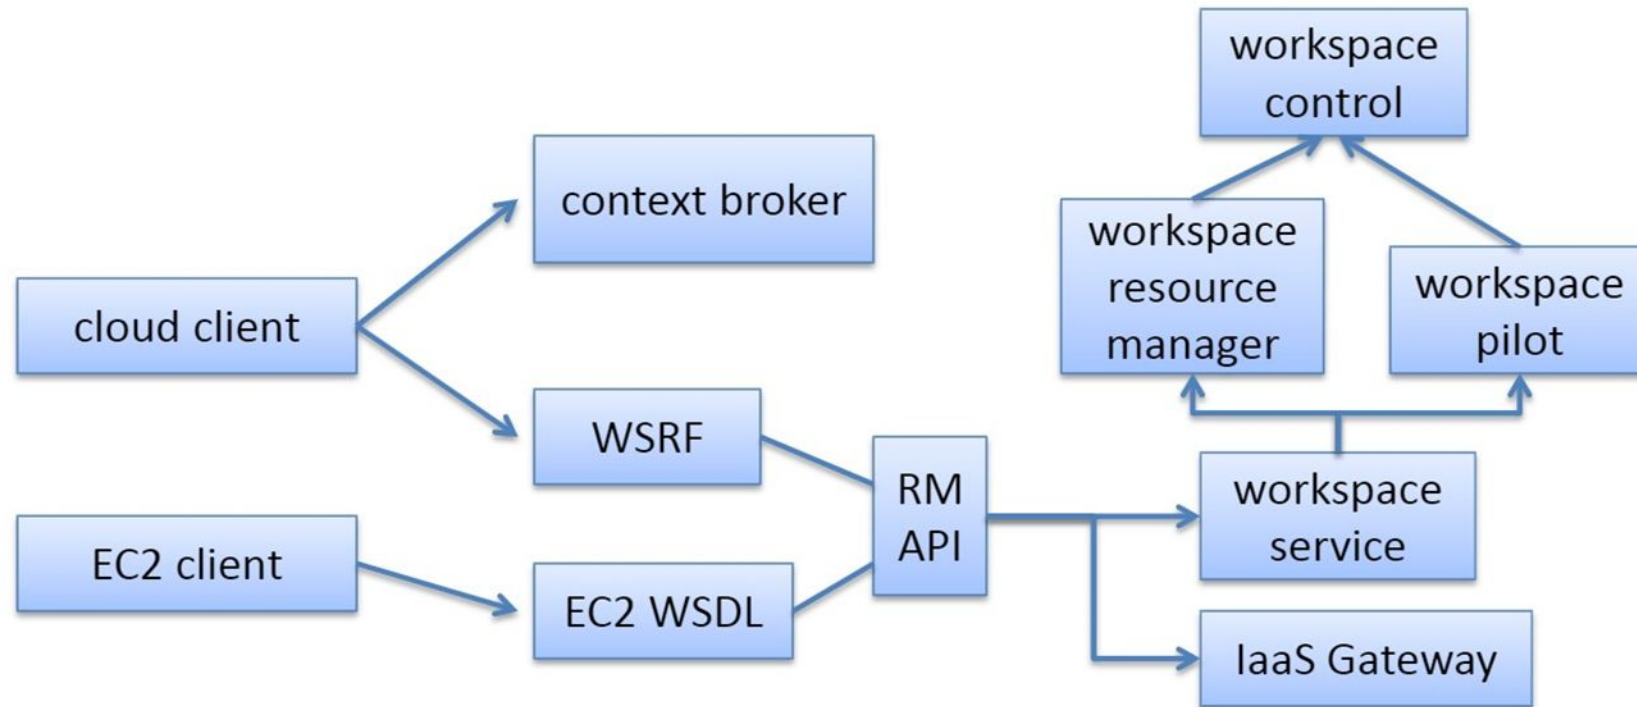 workspace
control
context broker
workspace
resource
manager
workspace
pilot
cloud client
WSRF
RM
API
workspace
service
EC2 client
EC2 WSDL
IaaS Gateway